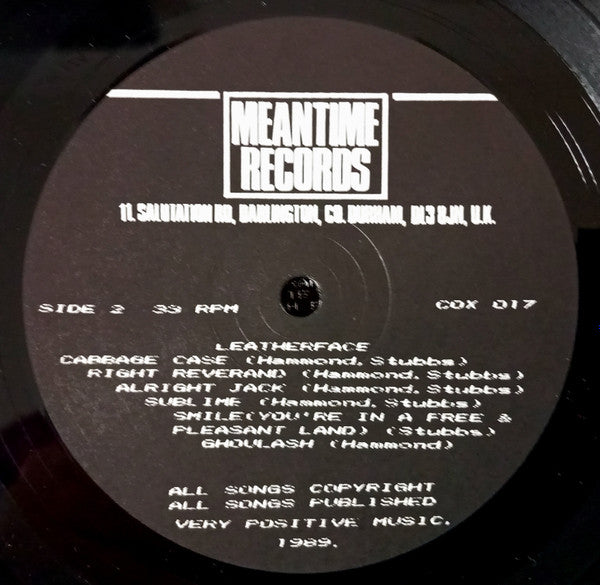 MEANTIME
RECORDS
11, SALUTATION RD, DARLINGTON, CO. DURHAM, DL3 8JN, U.K.
SIDE 2 33 RPM
COX 017
LEATHERFACE
CABBAGE CASE (Hammond, Stubbs)
RIGHT REVERAND (Hammond, Stubbs)
ALRIGHT JACK (Hammond, Stubbs)
SUBLIME (Hammond, Stubbs)
SMILE(YOU'RE IN A FREE &
PLEASANT LAND) (Stubbs)
GHOULASH (Hammond)
ALL SONGS COPYRIGHT
ALL SONGS PUBLISHED
VERY POSITIVE MUSIC.
1989.